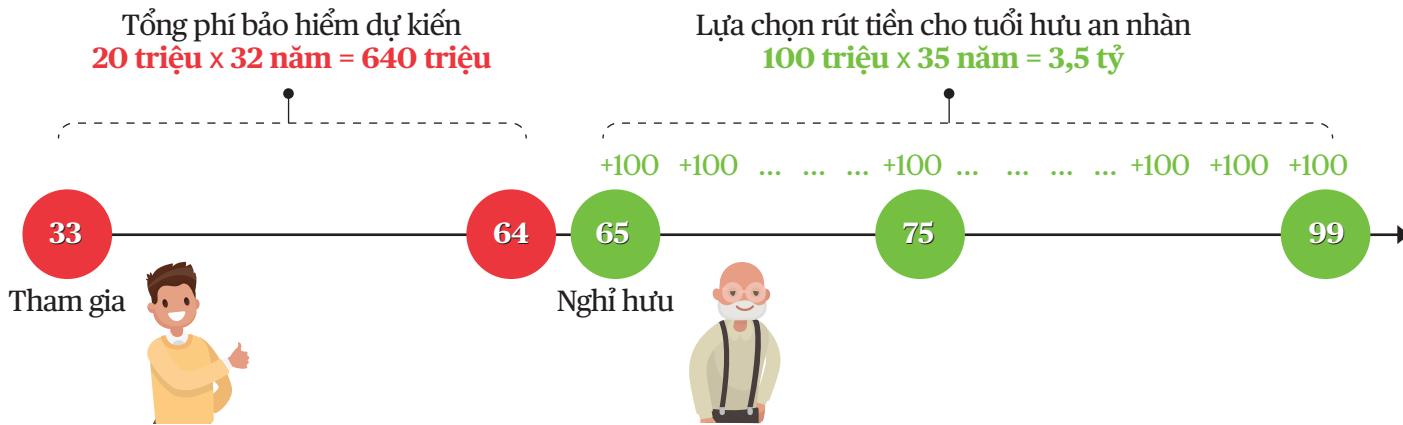 Tổng phí bảo hiểm dự kiến
20 triệu x 32 năm = 640 triệu
Lựa chọn rút tiền cho tuổi hưu an nhàn
100 triệu x 35 năm = 3,5 tỷ
+100 +100 ... ... ... +100 ... ... ... ... +100 +100 +100
33 64 65 75 99
Tham gia
Nghỉ hưu